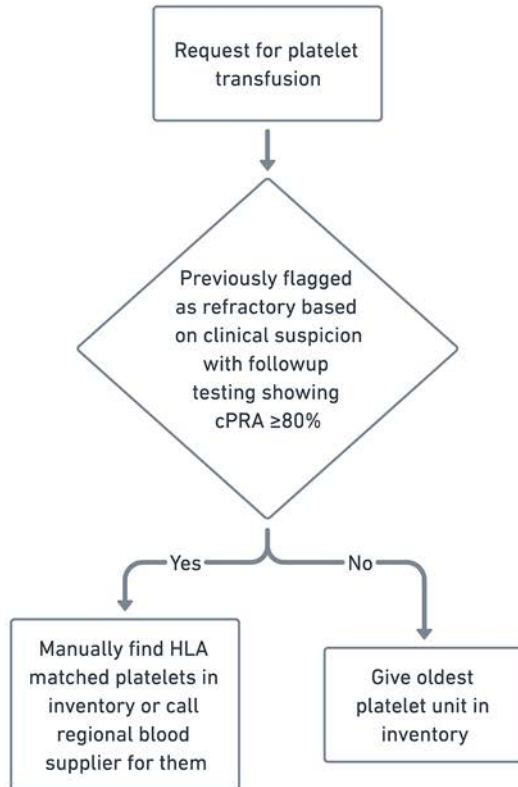 Request for platelet
transfusion
Previously flagged
as refractory based
on clinical suspicion
with followup
testing showing
cPRA ≥80%
Yes
No
Manually find HLA
matched platelets in
inventory or call
regional blood
supplier for them
Give oldest
platelet unit in
inventory